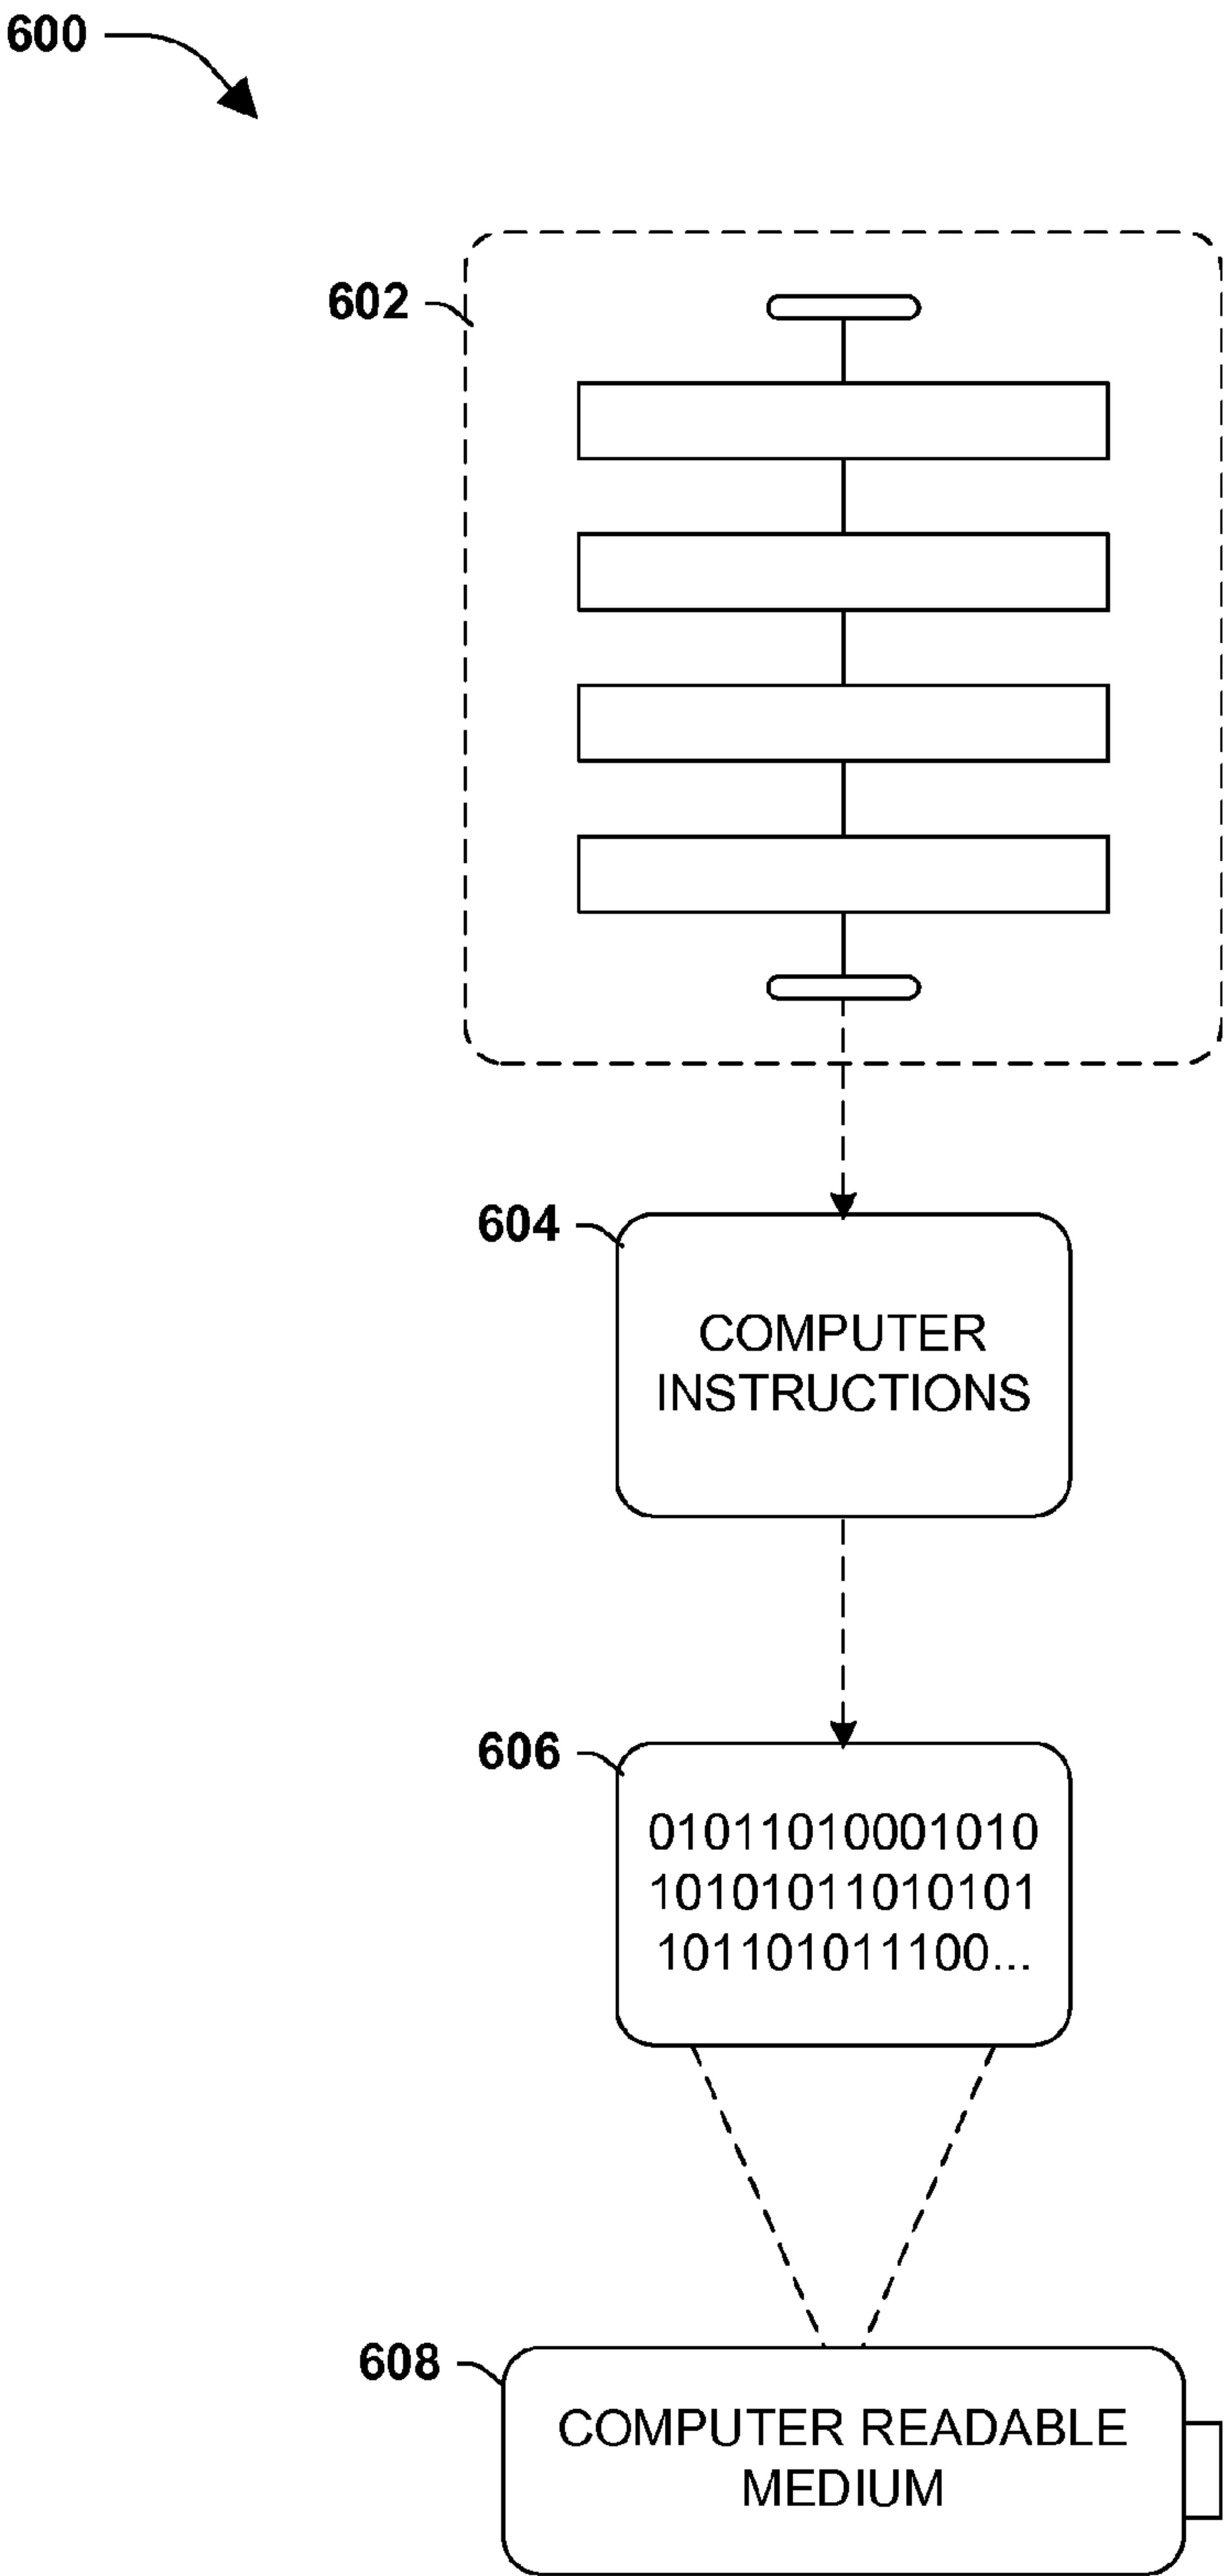 600
602
604
COMPUTER
INSTRUCTIONS
606
01011010001010
10101011010101
101101011100...
608
COMPUTER READABLE
MEDIUM